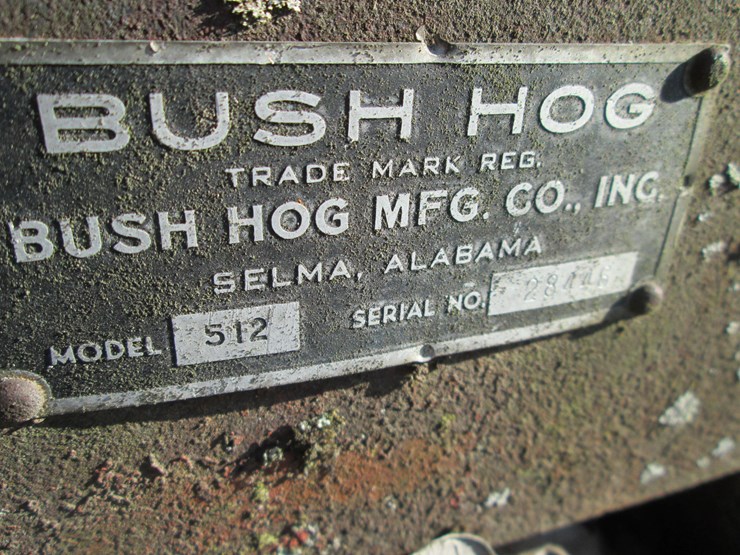 BUSH HOG
TRADE MARK REG.
BUSH HOG MFG. CO., INC.
SELMA, ALABAMA
MODEL 512 SERIAL NO.